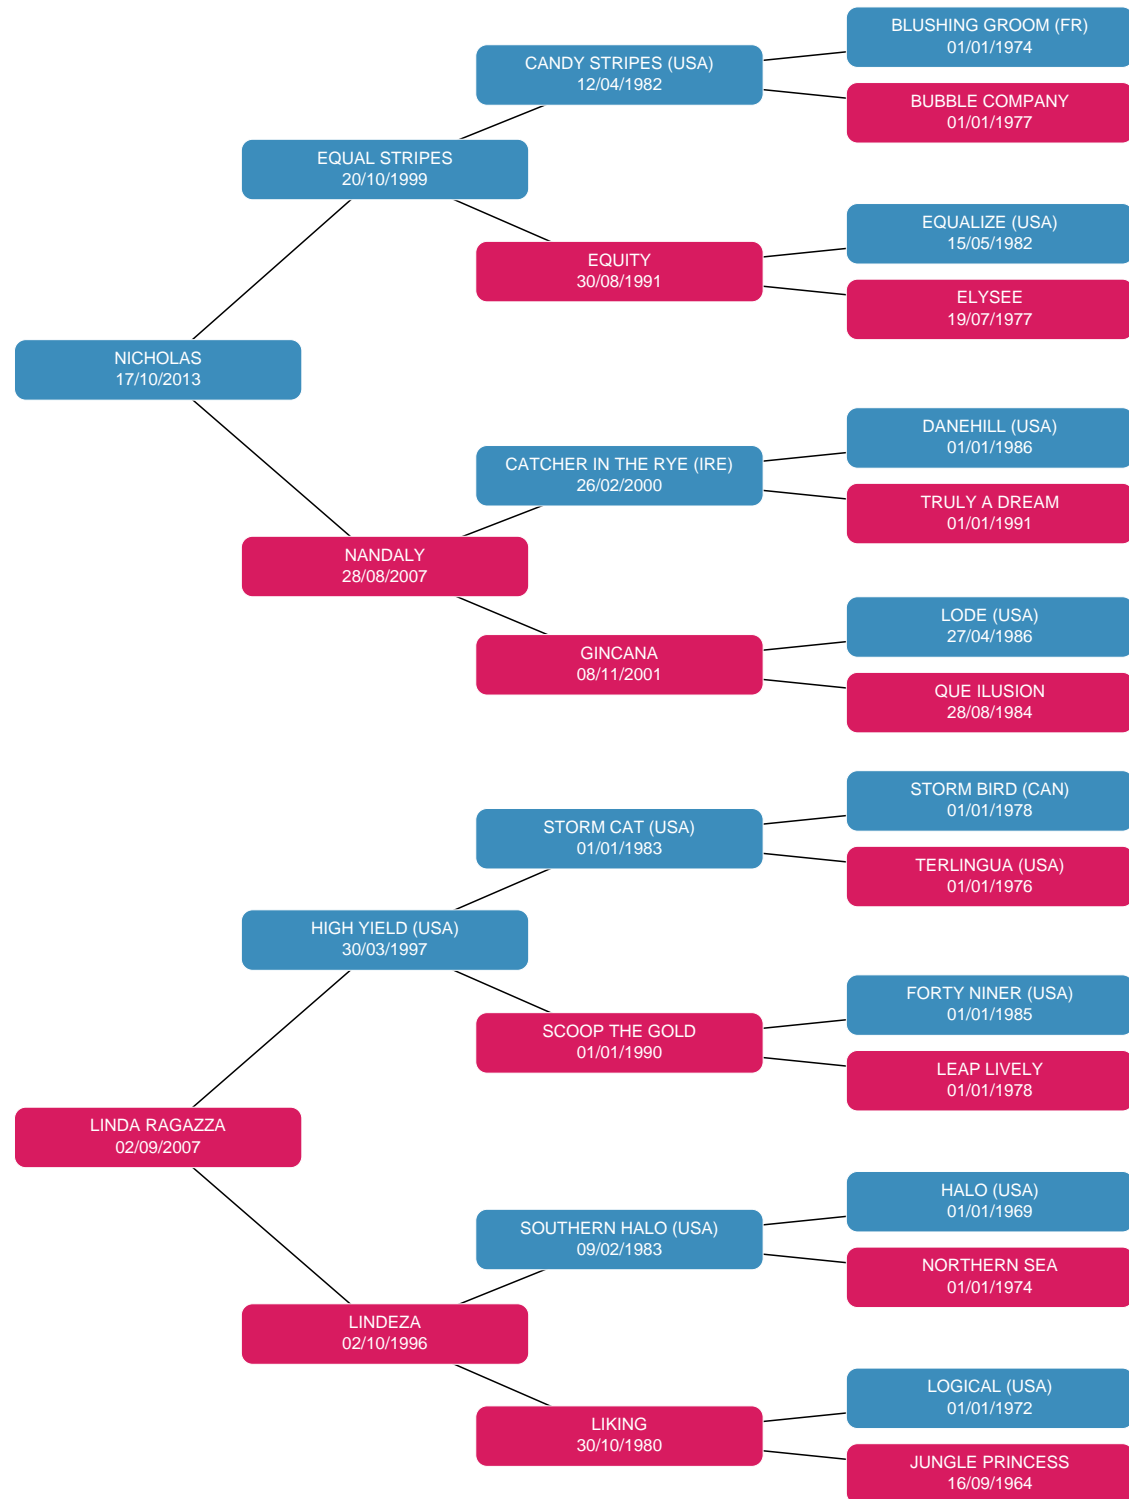 BLUSHING GROOM (FR)
01/01/1974
CANDY STRIPES (USA)
12/04/1982
BUBBLE COMPANY
01/01/1977
EQUAL STRIPES
20/10/1999
EQUALIZE (USA)
15/05/1982
EQUITY
30/08/1991
ELYSEE
19/07/1977
NICHOLAS
17/10/2013
DANEHILL (USA)
01/01/1986
CATCHER IN THE RYE (IRE)
26/02/2000
TRULY A DREAM
01/01/1991
NANDALY
28/08/2007
LODE (USA)
27/04/1986
GINCANA
08/11/2001
QUE ILUSION
28/08/1984
STORM BIRD (CAN)
01/01/1978
STORM CAT (USA)
01/01/1983
TERLINGUA (USA)
01/01/1976
HIGH YIELD (USA)
30/03/1997
FORTY NINER (USA)
01/01/1985
SCOOP THE GOLD
01/01/1990
LEAP LIVELY
01/01/1978
LINDA RAGAZZA
02/09/2007
HALO (USA)
01/01/1969
SOUTHERN HALO (USA)
09/02/1983
NORTHERN SEA
01/01/1974
LINDEZA
02/10/1996
LOGICAL (USA)
01/01/1972
LIKING
30/10/1980
JUNGLE PRINCESS
16/09/1964